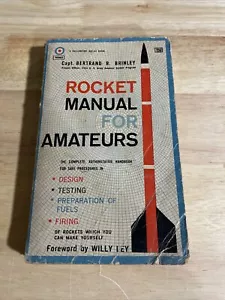 Capt. BERTRAND R. BRINLEY
ROCKET
MANUAL
FOR
AMATEURS
THE COMPLETE, AUTHORITATIVE HANDBOOK
FOR SAFE PROCEDURES IN
• DESIGN
• TESTING
• PREPARATION OF
FUELS
• FIRING
OF ROCKETS WHICH YOU
CAN MAKE YOURSELF
Foreword by WILLY LEY